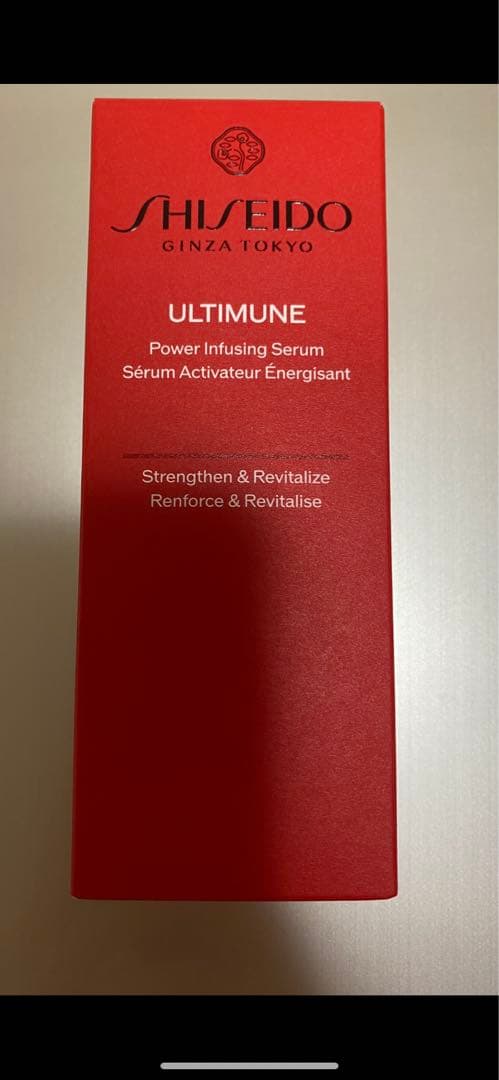 SHISEIDO
GINZA TOKYO
ULTIMUNE
Power Infusing Serum
Sérum Activateur Énergisant
Strengthen & Revitalize
Renforce & Revitalise